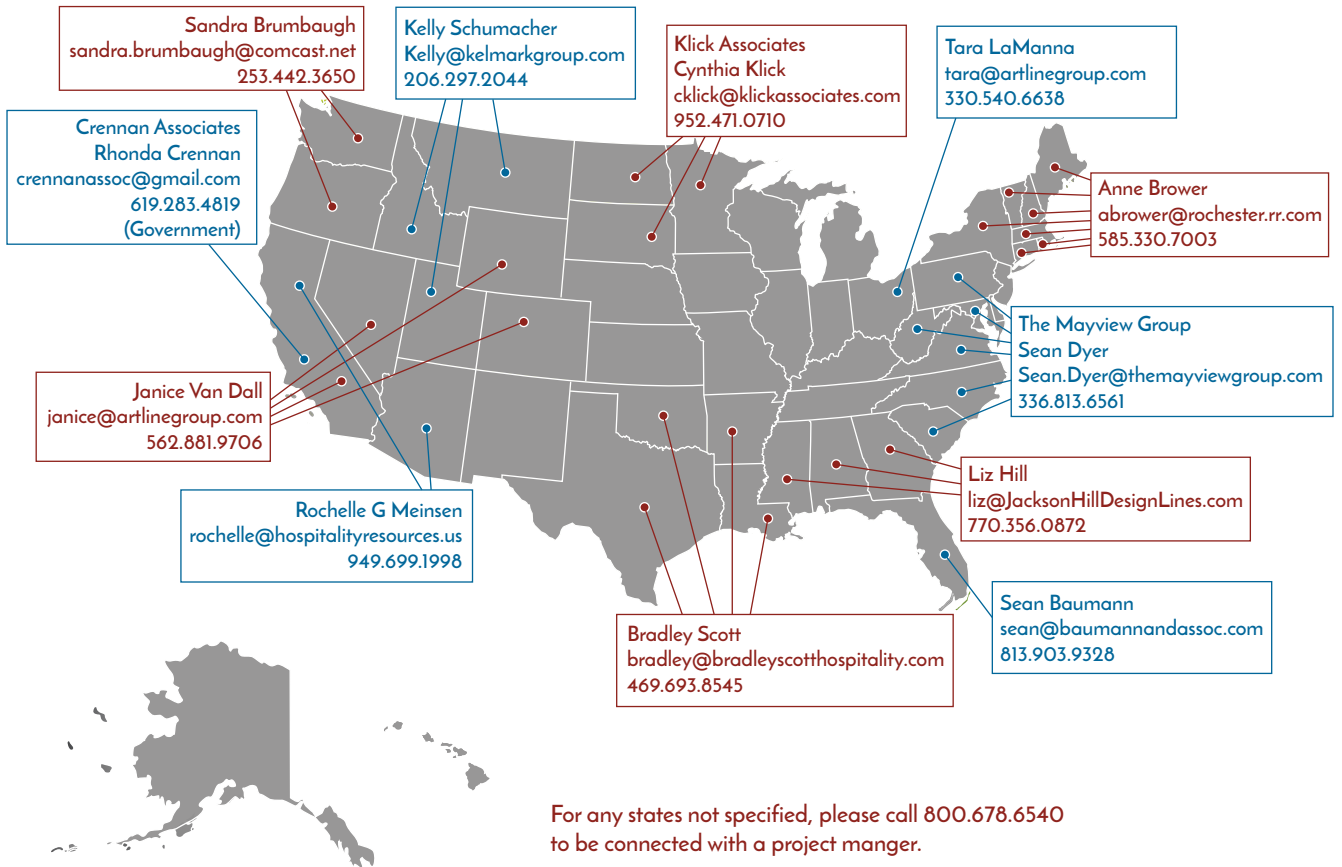 Sandra Brumbaugh
sandra.brumbaugh@comcast.net
253.442.3650
Kelly Schumacher
Kelly@kelmarkgroup.com
206.297.2044
Klick Associates
Cynthia Klick
cklick@klickassociates.com
952.471.0710
Tara LaManna
tara@artlinegroup.com
330.540.6638
Crennan Associates
Rhonda Crennan
crennanassoc@gmail.com
619.283.4819
(Government)
Anne Brower
abrower@rochester.rr.com
585.330.7003
The Mayview Group
Sean Dyer
Sean.Dyer@themayviewgroup.com
336.813.6561
Janice Van Dall
janice@artlinegroup.com
562.881.9706
Liz Hill
liz@JacksonHillDesignLines.com
770.356.0872
Rochelle G Meinsen
rochelle@hospitalityresources.us
949.699.1998
Sean Baumann
sean@baumannandassoc.com
813.903.9328
Bradley Scott
bradley@bradleyscotthospitality.com
469.693.8545
For any states not specified, please call 800.678.6540
to be connected with a project manger.